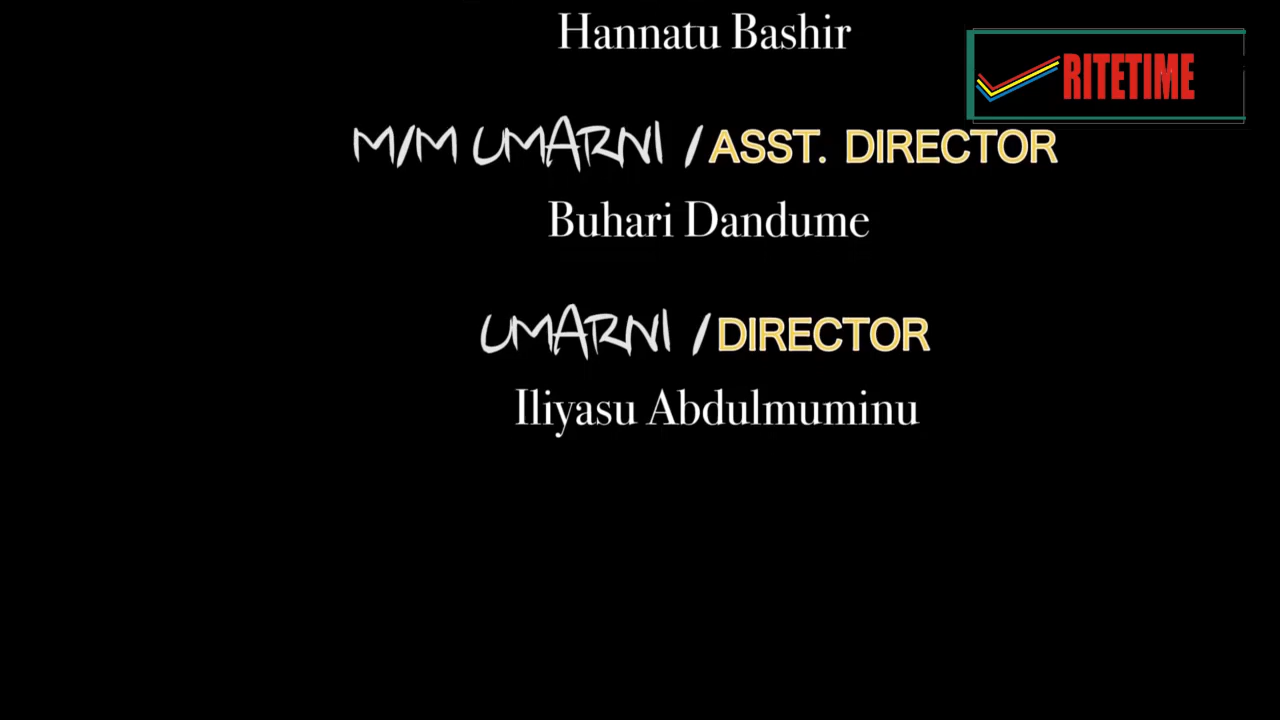 Hannatu Bashir
RITETIME
M/M UMARNI / ASST. DIRECTOR
Buhari Dandume
UMARNI / DIRECTOR
Iliyasu Abdulmuminu